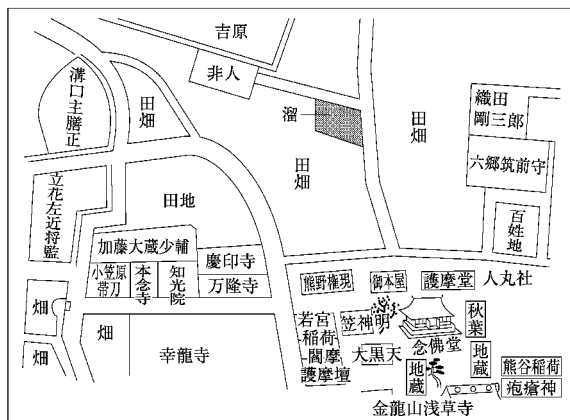 吉原
非人
溝口主膳正
田畑
溜
田畑
田畑
織田
剛三郎
六郷筑前守
百姓地
立花左近将監
田地
加藤大蔵少輔
小笠原
帯刀
本念寺
知光院
慶印寺
万隆寺
畑
畑
畑
幸龍寺
熊野権現
御本屋
護摩堂
人丸社
若宮
稲荷
閻摩
護摩壇
笠神明
念佛堂
秋葉
地蔵
大黒天
地蔵
熊谷稲荷
疱瘡神
金龍山浅草寺